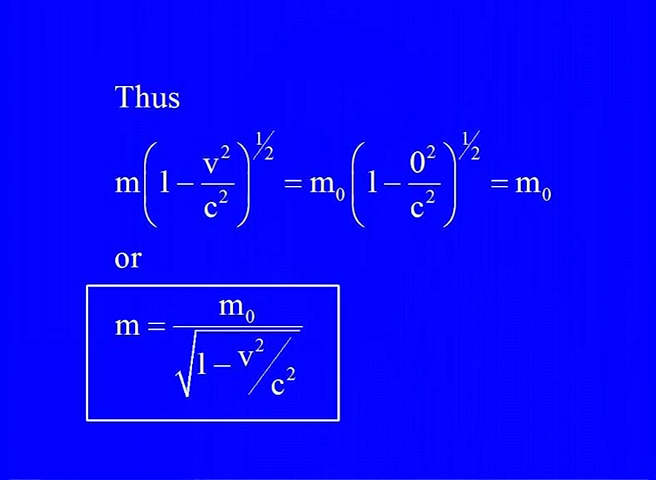 Thus
m(1 − v²/c²)^½ = m₀(1 − 0²/c²)^½ = m₀
or
m = m₀/√(1 − v²/c²)